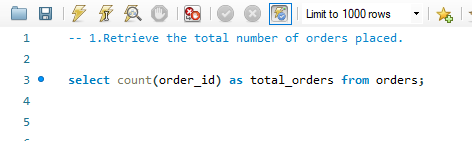 Limit to 1000 rows
1 -- 1.Retrieve the total number of orders placed.
2
3 select count(order_id) as total_orders from orders;
4
5